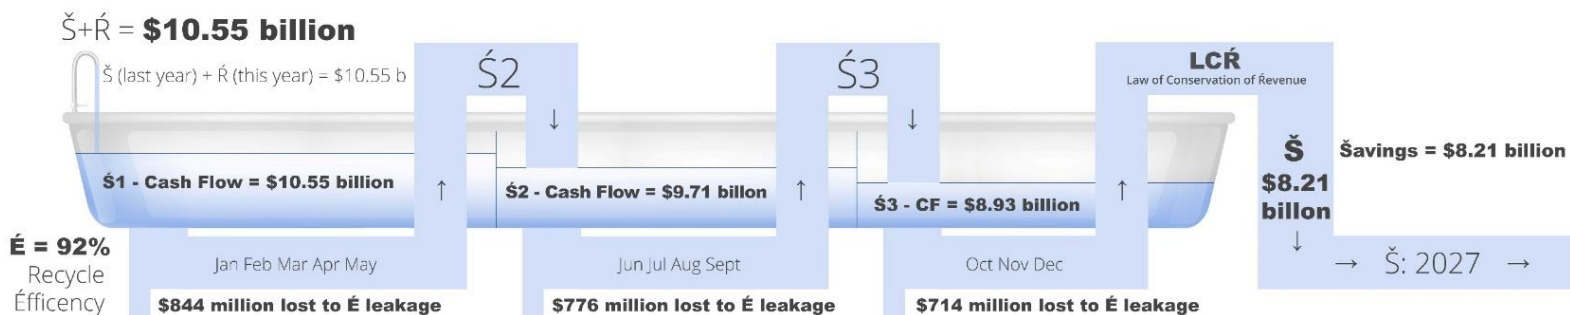 Š+Ŕ = $10.55 billion
Š (last year) + Ŕ (this year) = $10.55 b
Ś2
Ś3
LCŔ
Law of Conservation of Ŕevenue
Ś1 - Cash Flow = $10.55 billion
↑
↓
Ś2 - Cash Flow = $9.71 billon
↑
↓
Ś3 - CF = $8.93 billion
↑
Š
$8.21
billon
↓
Šavings = $8.21 billion
É = 92%
Recycle
Éfficency
Jan Feb Mar Apr May
Jun Jul Aug Sept
Oct Nov Dec
→ Š: 2027 →
$844 million lost to É leakage
$776 million lost to É leakage
$714 million lost to É leakage